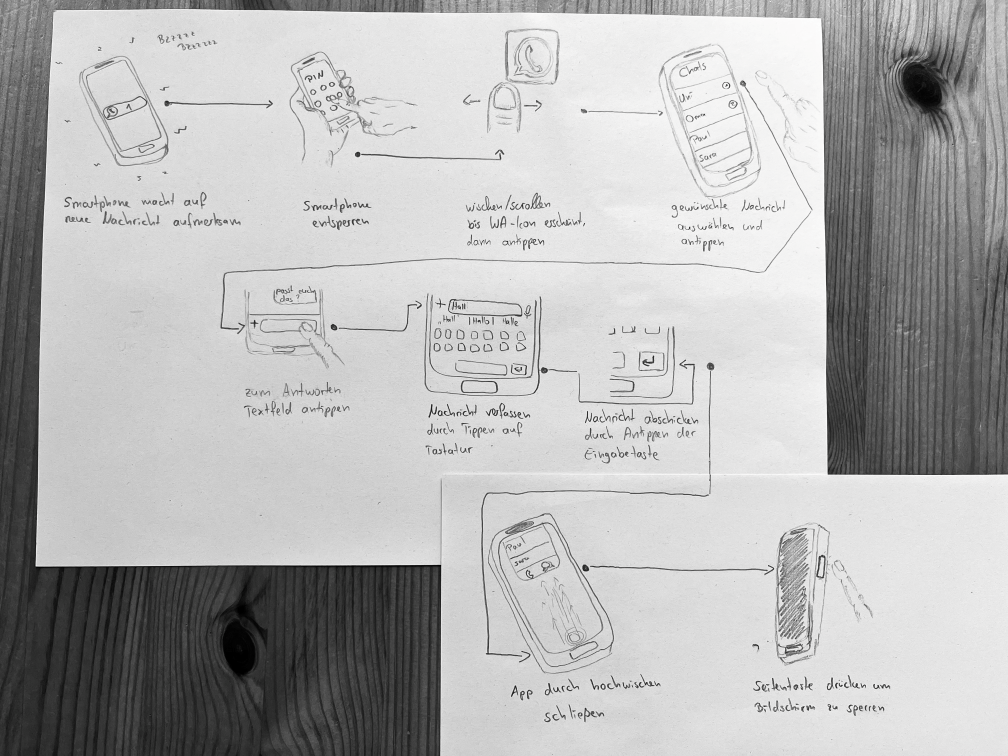 Bzzzzz
Bzzzzzz
1
Smartphone macht auf
neue Nachricht aufmerksam
PIN
Smartphone
entsperren
wischen/scrollen
bis WA-Icon erscheint,
dann antippen
Chats
Uni
Oma
Paul
Sara
gewünschte Nachricht
auswählen und
antippen
passt euch
das?
+
zum Antworten
Textfeld antippen
+ Hall
"Hall" | Hallo | Halle
Nachricht verfassen
durch Tippen auf
Tastatur
Nachricht abschicken
durch Antippen der
Eingabetaste
Paul
Sara
App durch hochwischen
schließen
Seitentaste drücken um
Bildschirm zu sperren